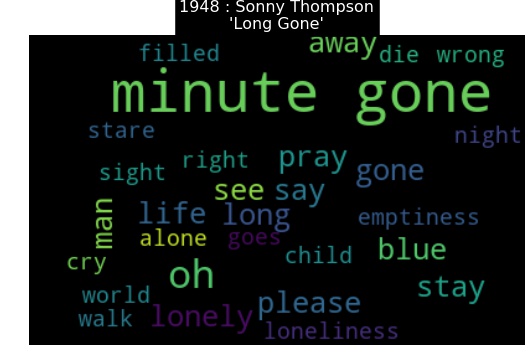 1948 : Sonny Thompson
'Long Gone'
away
filled
die wrong
minute gone
stare
night
right pray
sight
gone
see say
man
life long
emptiness
alone goes
blue
child
cry
oh
stay
world
please
walk lonely
loneliness